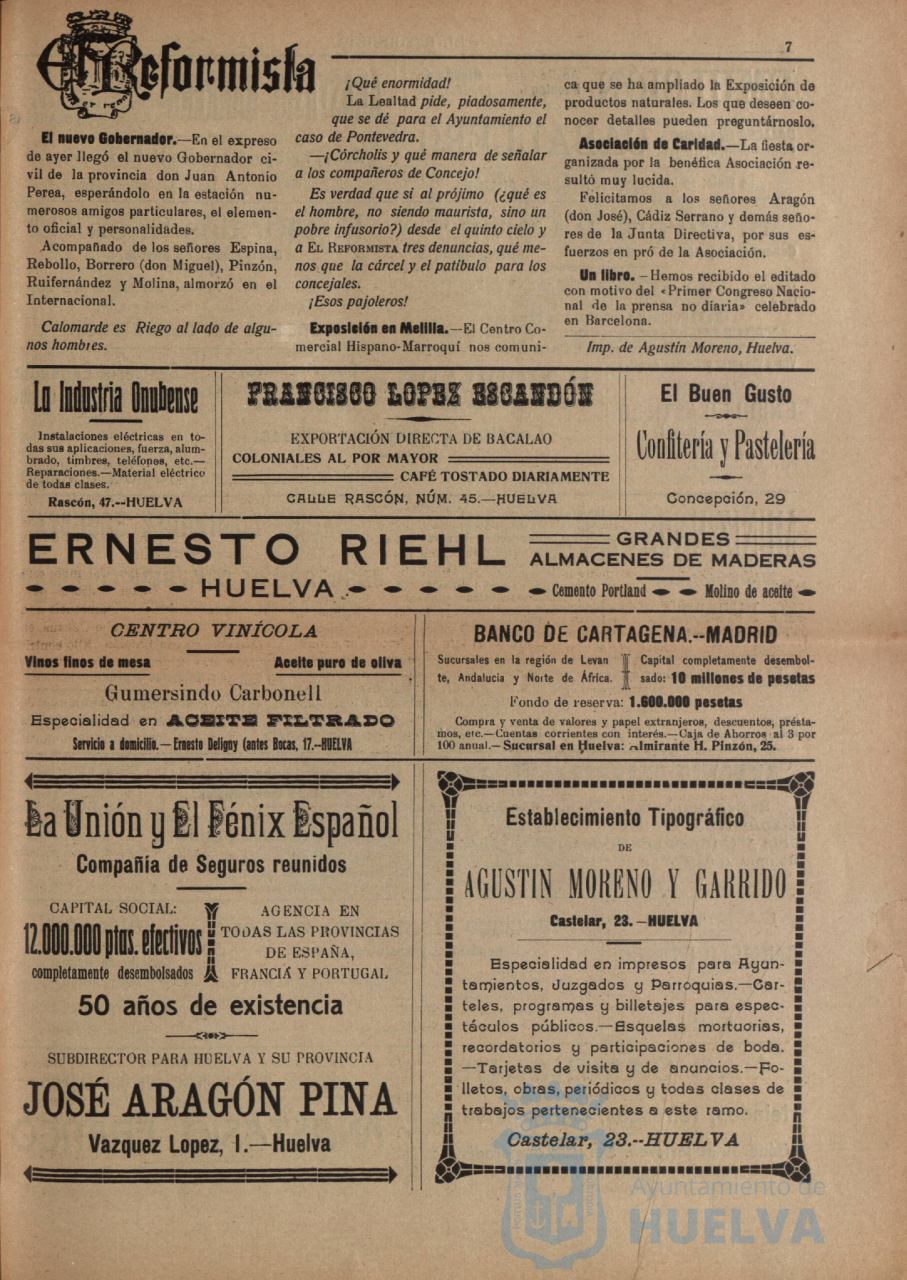 El Reformista
7
El nuevo Gobernador.—En el expreso
de ayer llegó el nuevo Gobernador ci-
vil de la provincia don Juan Antonio
Perea, esperándolo en la estación nu-
merosos amigos particulares, el elemen-
to oficial y personalidades.
Acompañado de los señores Espina,
Rebollo, Borrero (don Miguel), Pinzón,
Ruifernández y Molina, almorzó en el
Internacional.
Calomarde es Riego al lado de algu-
nos hombres.
¡Qué enormidad!
La Lealtad pide, piadosamente,
que se dé para el Ayuntamiento el
caso de Pontevedra.
—¡Córcholis y qué manera de señalar
a los compañeros de Concejo!
Es verdad que si al prójimo (¿qué es
el hombre, no siendo maurista, sino un
pobre infusorio?) desde el quinto cielo y
a EL REFORMISTA tres denuncias, qué me-
nos que la cárcel y el patíbulo para los
concejales.
¡Esos pajoleros!
Exposición en Melilla.—El Centro Co-
mercial Hispano-Marroquí nos comuni-
ca que se ha ampliado la Exposición de
productos naturales. Los que deseen co-
nocer detalles pueden preguntárnoslo.
Asociación de Caridad.—La fiesta or-
ganizada por la benéfica Asociación re-
sultó muy lucida.
Felicitamos a los señores Aragón
(don José), Cádiz Serrano y demás seño-
res de la Junta Directiva, por sus es-
fuerzos en pró de la Asociación.
Un libro. - Hemos recibido el editado
con motivo del «Primer Congreso Nacio-
nal de la prensa no diaria» celebrado
en Barcelona.
Imp. de Agustín Moreno, Huelva.
La Industria Onubense
Instalaciones eléctricas en to-
das sus aplicaciones, fuerza, alum-
brado, timbres, teléfonos, etc.—
Reparaciones.—Material eléctrico
de todas clases.
Rascón, 47.--HUELVA
FRANCISCO LOPEZ ESCANDÓN
EXPORTACIÓN DIRECTA DE BACALAO
COLONIALES AL POR MAYOR
CAFÉ TOSTADO DIARIAMENTE
CALLE RASCÓN, NÚM. 45.—HUELVA
El Buen Gusto
Confitería y Pastelería
Concepción, 29
ERNESTO RIEHL
HUELVA
GRANDES
ALMACENES DE MADERAS
Cemento Portland Molino de aceite
CENTRO VINÍCOLA
Vinos finos de mesa Aceite puro de oliva
Gumersindo Carbonell
Especialidad en ACEITE FILTRADO
Servicio a domicilio.—Ernesto Deligny (antes Bocas, 17.--HUELVA
BANCO DE CARTAGENA.--MADRID
Sucursales en la región de Levan
te, Andalucía y Norte de África.
Capital completamente desembol-
sado: 10 millones de pesetas
Fondo de reserva: 1.600.000 pesetas
Compra y venta de valores y papel extranjeros, descuentos, présta-
mos, etc.—Cuentas corrientes con interés.—Caja de Ahorros al 3 por
100 anual.—Sucursal en Huelva: Almirante H. Pinzón, 25.
La Unión y El Fénix Español
Compañía de Seguros reunidos
CAPITAL SOCIAL:
12.000.000 ptas. efectivos
completamente desembolsados
AGENCIA EN
TODAS LAS PROVINCIAS
DE ESPAÑA,
FRANCIA Y PORTUGAL
50 años de existencia
SUBDIRECTOR PARA HUELVA Y SU PROVINCIA
JOSÉ ARAGÓN PINA
Vazquez Lopez, 1.—Huelva
Establecimiento Tipográfico
DE
AGUSTIN MORENO Y GARRIDO
Castelar, 23.—HUELVA
Especialidad en impresos para Ayun-
tamientos, Juzgados y Parroquias.—Car-
teles, programas y billetajes para espec-
táculos públicos.—Esquelas mortuorias,
recordatorios y participaciones de boda.
—Tarjetas de visita y de anuncios.—Fo-
lletos, obras, periódicos y todas clases de
trabajos pertenecientes a este ramo.
Castelar, 23.--HUELVA
Ayuntamiento de
HUELVA